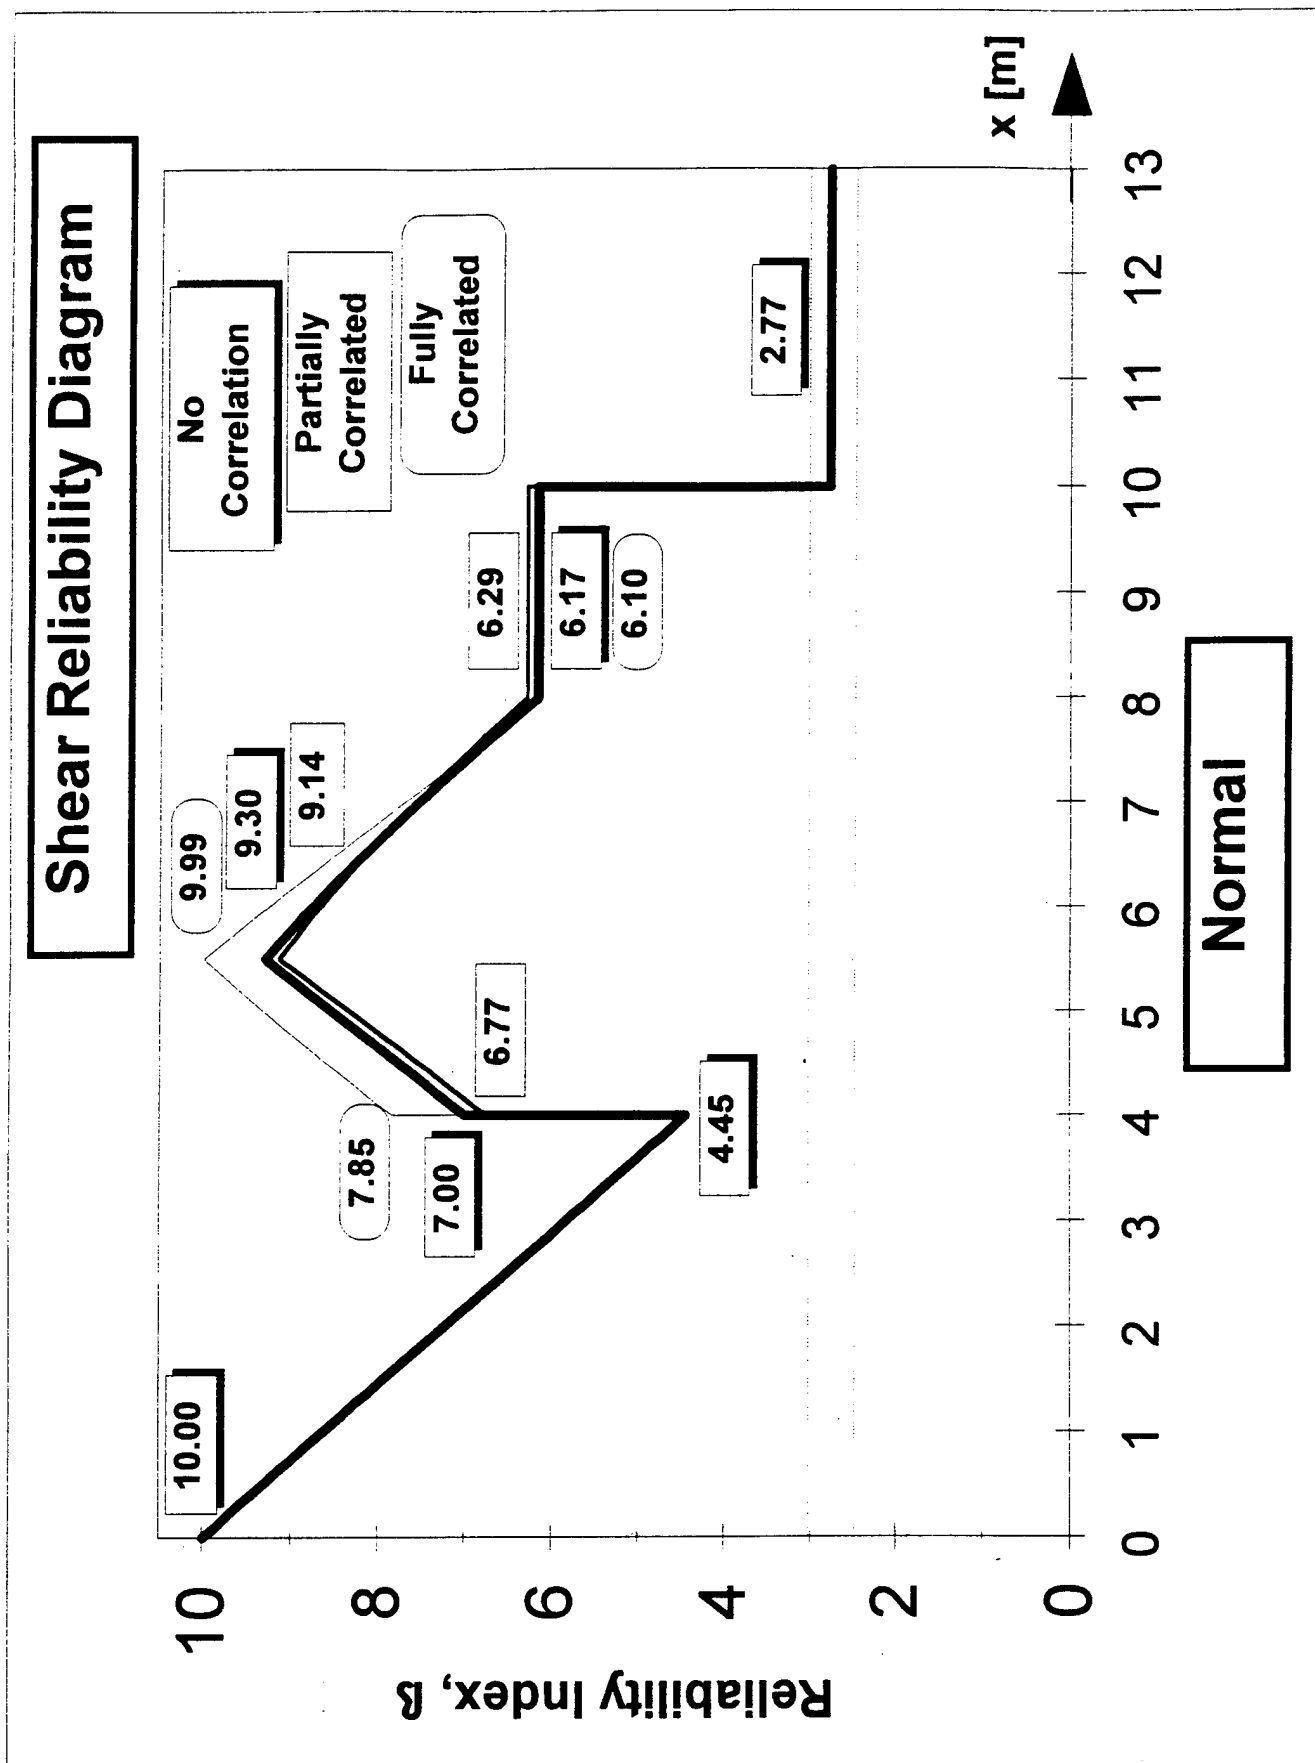 Shear Reliability Diagram
No
Correlation
Partially
Correlated
Fully
Correlated
10.00
9.99
9.30
9.14
7.85
7.00
6.77
6.29
6.17
6.10
4.45
2.77
Reliability Index, ß
10
8
6
4
2
0
0 1 2 3 4 5 6 7 8 9 10 11 12 13
x [m]
Normal